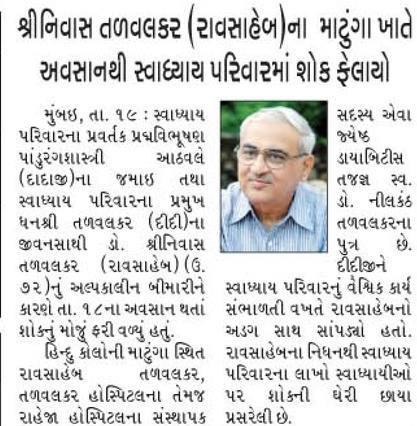 શ્રીનિવાસ તળવલકર (રાવસાહેબ)ના માટુંગા ખાતે
અવસાનથી સ્વાધ્યાય પરિવારમાં શોક ફેલાયો
મુંબઇ, તા. ૧૯ : સ્વાધ્યાય
પરિવારના પ્રવર્તક પ્રદ્મવિભૂષણ
પાંડુરંગશાસ્ત્રી આઠવલે
(દાદાજી)ના જમાઇ તથા
સ્વાધ્યાય પરિવારના પ્રમુખ
ધનશ્રી તળવલકર (દીદી)ના
જીવનસાથી ડો. શ્રીનિવાસ
તળવલકર (રાવસાહેબ) (ઉ.
૭૨)નું અલ્પકાલીન બીમારીને
કારણે તા. ૧૮ના અવસાન થતાં
શોકનું મોજું ફરી વળ્યું હતું.
હિન્દુ કોલોની માટુંગા સ્થિત
રાવસાહેબ તળવલકર,
તળવલકર હોસ્પિટલના તેમજ
રાહેજા હોસ્પિટલના સંસ્થાપક
સદસ્ય એવા
જ્યેષ્ઠ
ડાયાબિટીસ
તજજ્ઞ સ્વ.
ડો. નીલકંઠ
તળવલકરના
પુત્ર છે.
દીદીજીને
સ્વાધ્યાય પરિવારનું વૈશ્વિક કાર્ય
સંભાળતી વખતે રાવસાહેબનો
અડગ સાથ સાંપડ્યો હતો.
રાવસાહેબના નિધનથી સ્વાધ્યાય
પરિવારના લાખો સ્વાધ્યાયીઓ
પર શોકની ઘેરી છાયા
પ્રસરેલી છે.